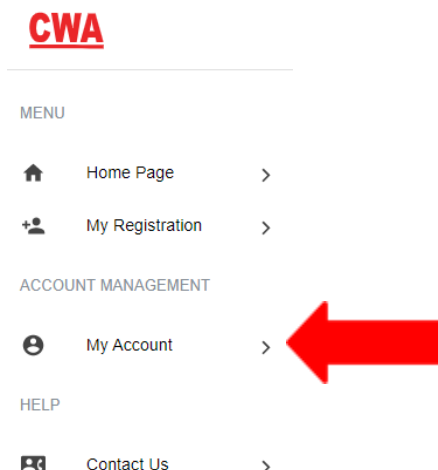 CWA
MENU
Home Page
My Registration
ACCOUNT MANAGEMENT
My Account
HELP
Contact Us